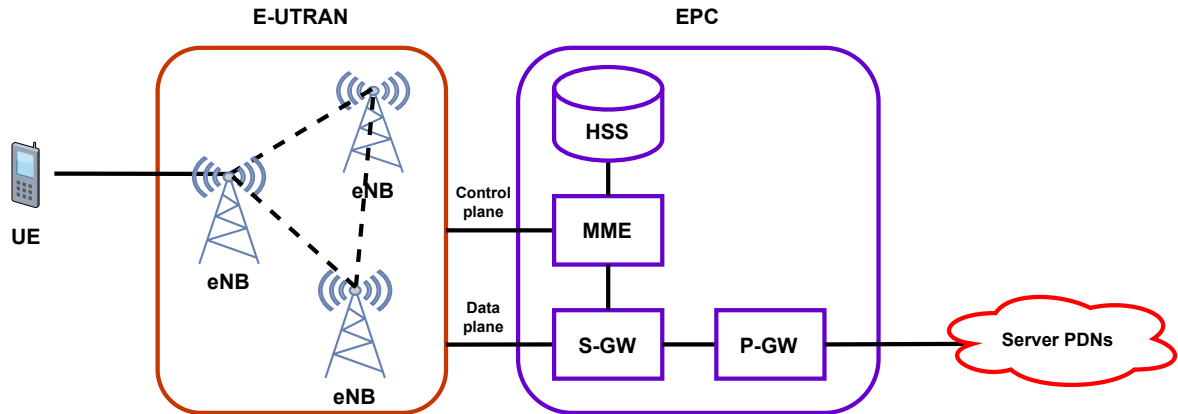 E-UTRAN
EPC
HSS
eNB
Control
plane
MME
UE
eNB
Data
plane
S-GW
P-GW
Server PDNs
eNB